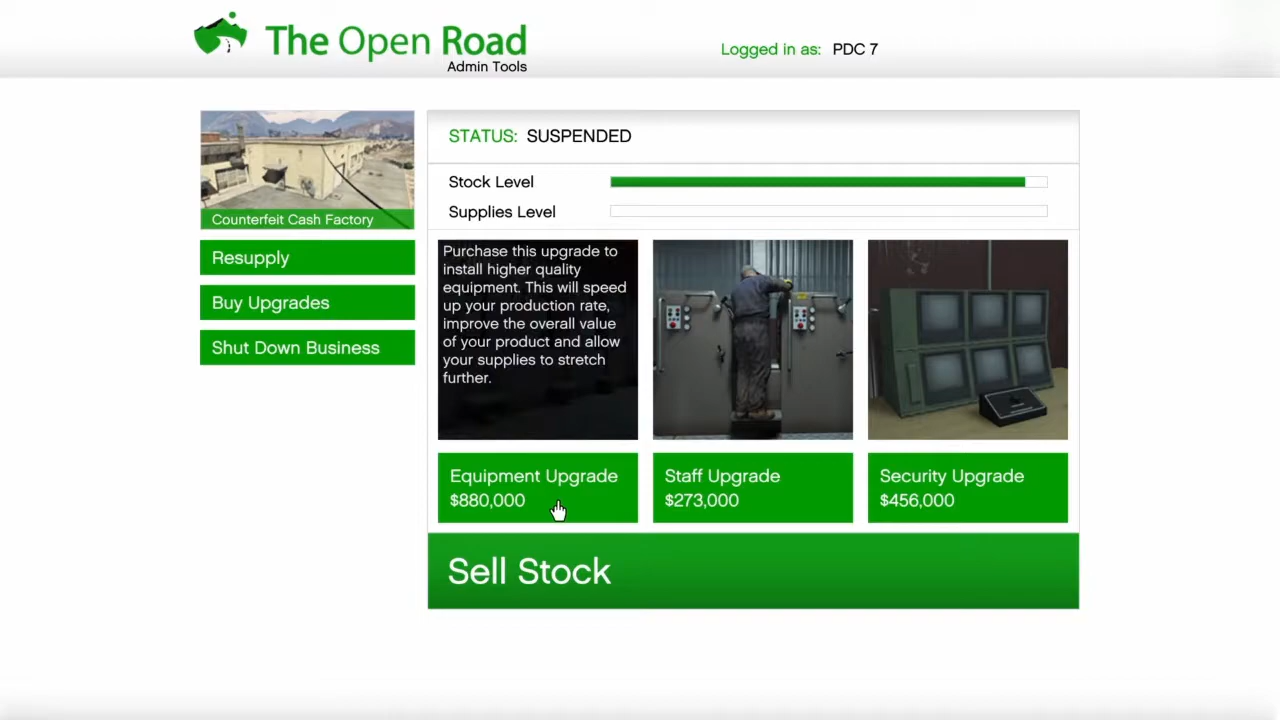 The Open Road
Admin Tools
Logged in as: PDC 7
Counterfeit Cash Factory
Resupply
Buy Upgrades
Shut Down Business
STATUS: SUSPENDED
Stock Level
Supplies Level
Purchase this upgrade to
install higher quality
equipment. This will speed
up your production rate,
improve the overall value
of your product and allow
your supplies to stretch
further.
Equipment Upgrade
$880,000
Staff Upgrade
$273,000
Security Upgrade
$456,000
Sell Stock